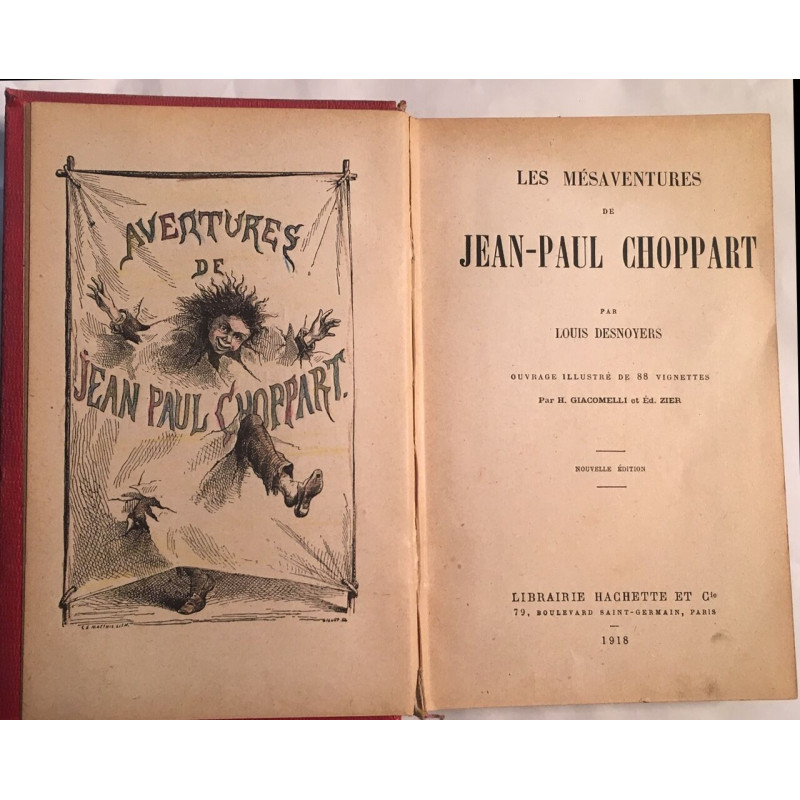 AVENTURES
DE
JEAN PAUL CHOPPART.
LES MÉSAVENTURES
DE
JEAN-PAUL CHOPPART
PAR
LOUIS DESNOYERS
OUVRAGE ILLUSTRÉ DE 88 VIGNETTES
Par H. GIACOMELLI et Éd. ZIER
NOUVELLE ÉDITION
LIBRAIRIE HACHETTE ET Cie
79, BOULEVARD SAINT-GERMAIN, PARIS
1918